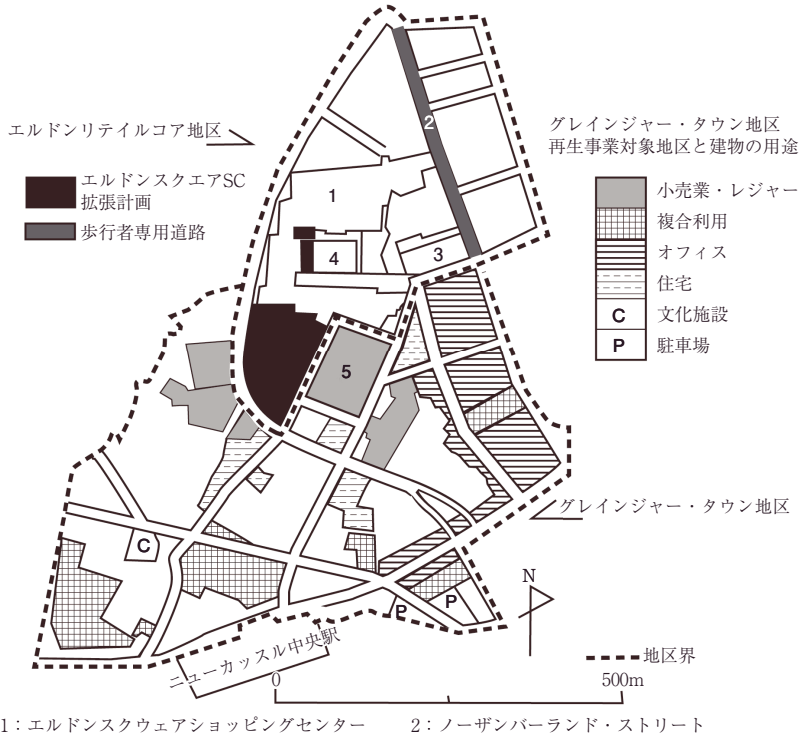 エルドンリテイルコア地区
エルドンスクエアSC
拡張計画
歩行者専用道路
グレインジャー・タウン地区
再生事業対象地区と建物の用途
小売業・レジャー
複合利用
オフィス
住宅
C 文化施設
P 駐車場
2
1
3
4
5
グレインジャー・タウン地区
C
N
P
P
ニューカッスル中央駅
地区界
0 500m
1：エルドンスクウェアショッピングセンター 2：ノーザンバーランド・ストリート